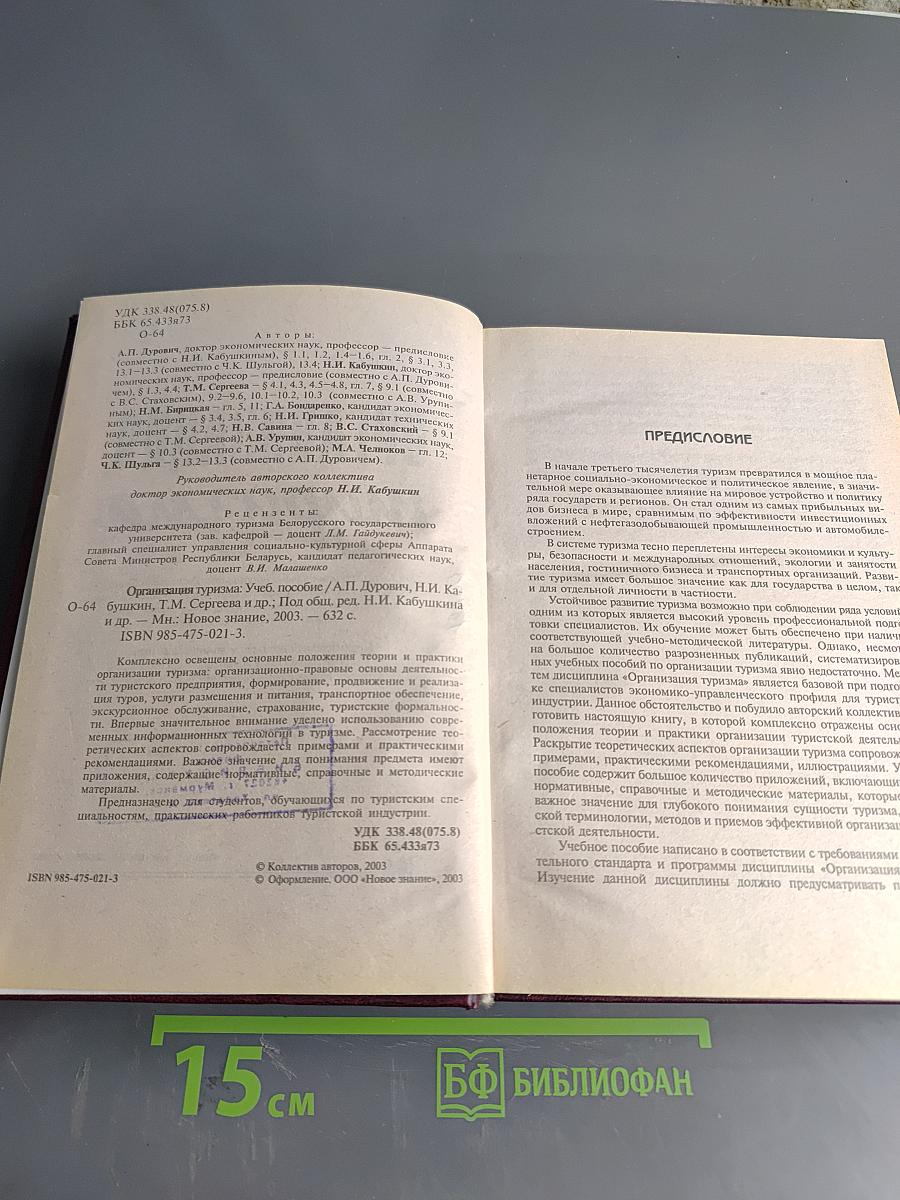 УДК 338.48(075.8)
ББК 65.433я73
О-64
Авторы:
А.П. Дурович, доктор экономических наук, профессор — предисловие
(совместно с Н.И. Кабушкиным), § 1.1, 1.2, 1.4—1.6, гл. 2, § 3.1, 3.3,
13.1—13.3 (совместно с Ч.К. Шульгой), 13.4; Н.И. Кабушкин, доктор эко-
номических наук, профессор — предисловие (совместно с А.П. Дурови-
чем), § 1.3, 4.4; Т.М. Сергеева — § 4.1, 4.3, 4.5—4.8, гл. 7, § 9.1 (совместно
с В.С. Стаховским), 9.2—9.6, 10.1—10.2, 10.3 (совместно с А.В. Урупи-
ным); Н.М. Бирицкая — гл. 5, 11; Г.А. Бондаренко, кандидат экономичес-
ких наук, доцент — § 3.4, 3.5, гл. 6; Н.И. Гришко, кандидат технических
наук, доцент — § 4.2, 4.7; Н.В. Савина — гл. 8; В.С. Стаховский — § 9.1
(совместно с Т.М. Сергеевой); А.В. Урупин, кандидат экономических наук,
доцент — § 10.3 (совместно с Т.М. Сергеевой); М.А. Челноков — гл. 12;
Ч.К. Шульга — § 13.2—13.3 (совместно с А.П. Дуровичем).
Руководитель авторского коллектива
доктор экономических наук, профессор Н.И. Кабушкин
Рецензенты:
кафедра международного туризма Белорусского государственного
университета (зав. кафедрой — доцент Л.М. Гайдукевич);
главный специалист управления социально-культурной сферы Аппарата
Совета Министров Республики Беларусь, кандидат педагогических наук,
доцент В.И. Малашенко
Организация туризма: Учеб. пособие / А.П. Дурович, Н.И. Ка-
О-64 бушкин, Т.М. Сергеева и др.; Под общ. ред. Н.И. Кабушкина
и др. — Мн.: Новое знание, 2003. — 632 с.
ISBN 985-475-021-3.
Комплексно освещены основные положения теории и практики
организации туризма: организационно-правовые основы деятельнос-
ти туристского предприятия, формирование, продвижение и реализа-
ция туров, услуги размещения и питания, транспортное обеспечение,
экскурсионное обслуживание, страхование, туристские формальнос-
ти. Впервые значительное внимание уделено использованию совре-
менных информационных технологий в туризме. Рассмотрение тео-
ретических аспектов сопровождается примерами и практическими
рекомендациями. Важное значение для понимания предмета имеют
приложения, содержащие нормативные, справочные и методические
материалы.
Предназначено для студентов, обучающихся по туристским спе-
циальностям, практических работников туристской индустрии.
УДК 338.48(075.8)
ББК 65.433я73
© Коллектив авторов, 2003
ISBN 985-475-021-3 © Оформление. ООО «Новое знание», 2003
ПРЕДИСЛОВИЕ
В начале третьего тысячелетия туризм превратился в мощное пла-
нетарное социально-экономическое и политическое явление, в значи-
тельной мере оказывающее влияние на мировое устройство и политику
ряда государств и регионов. Он стал одним из самых прибыльных ви-
дов бизнеса в мире, сравнимым по эффективности инвестиционных
вложений с нефтегазодобывающей промышленностью и автомобиле-
строением.
В системе туризма тесно переплетены интересы экономики и культу-
ры, безопасности и международных отношений, экологии и занятости
населения, гостиничного бизнеса и транспортных организаций. Разви-
тие туризма имеет большое значение как для государства в целом, так
и для отдельной личности в частности.
Устойчивое развитие туризма возможно при соблюдении ряда условий
одним из которых является высокий уровень профессиональной подго
товки специалистов. Их обучение может быть обеспечено при налич
соответствующей учебно-методической литературы. Однако, несмот
на большое количество разрозненных публикаций, систематизиров
ных учебных пособий по организации туризма явно недостаточно. Ме
тем дисциплина «Организация туризма» является базовой при подго
ке специалистов экономико-управленческого профиля для турист
индустрии. Данное обстоятельство и побудило авторский коллектив
готовить настоящую книгу, в которой комплексно отражены осно
положения теории и практики организации туристской деятель
Раскрытие теоретических аспектов организации туризма сопровож
примерами, практическими рекомендациями, иллюстрациями. У
пособие содержит большое количество приложений, включающи
нормативные, справочные и методические материалы, которые
важное значение для глубокого понимания сущности туризма,
ской терминологии, методов и приемов эффективной организац
стской деятельности.
Учебное пособие написано в соответствии с требованиями
тельного стандарта и программы дисциплины «Организация
Изучение данной дисциплины должно предусматривать п
15 см
БФ БИБЛИОФАН